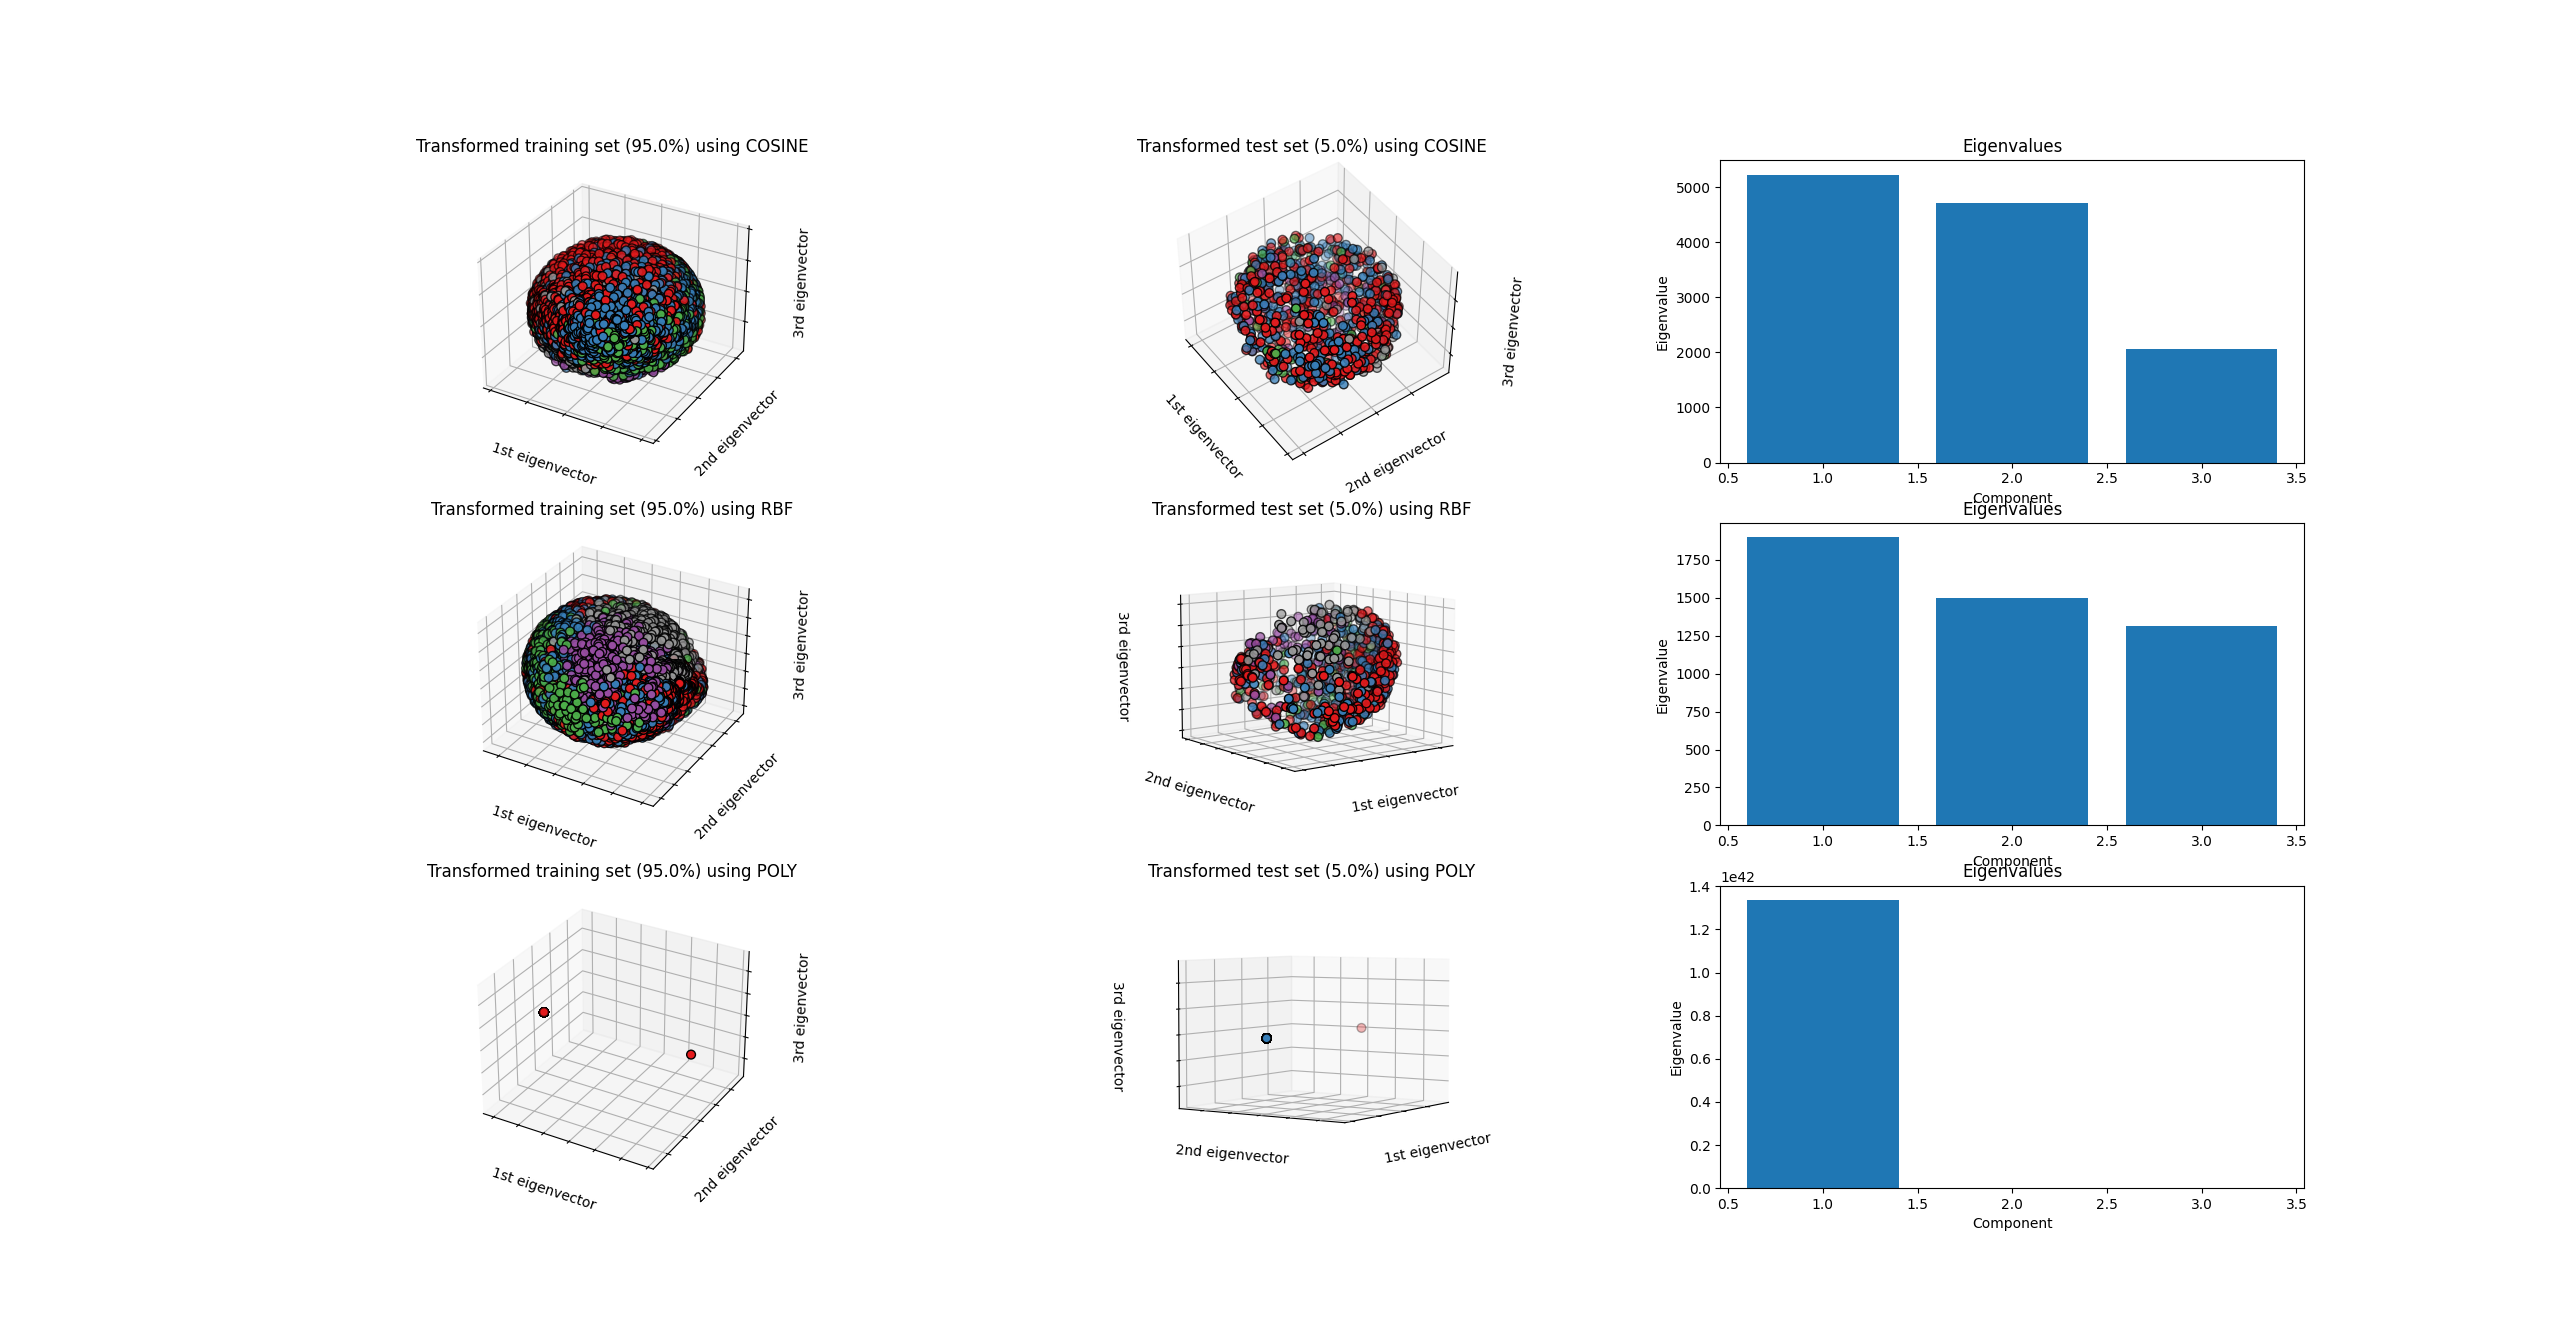 Transformed training set (95.0%) using COSINE
3rd eigenvector
2nd eigenvector
1st eigenvector
Transformed test set (5.0%) using COSINE
3rd eigenvector
1st eigenvector
2nd eigenvector
Eigenvalues
Eigenvalue
5000
4000
3000
2000
1000
0
0.5 1.0 1.5 2.0 2.5 3.0 3.5
Component
Transformed training set (95.0%) using RBF
3rd eigenvector
2nd eigenvector
1st eigenvector
Transformed test set (5.0%) using RBF
3rd eigenvector
2nd eigenvector
1st eigenvector
Eigenvalues
Eigenvalue
1750
1500
1250
1000
750
500
250
0
0.5 1.0 1.5 2.0 2.5 3.0 3.5
Component
Transformed training set (95.0%) using POLY
3rd eigenvector
2nd eigenvector
1st eigenvector
Transformed test set (5.0%) using POLY
3rd eigenvector
2nd eigenvector
1st eigenvector
Eigenvalues
1e42
Eigenvalue
1.4
1.2
1.0
0.8
0.6
0.4
0.2
0.0
0.5 1.0 1.5 2.0 2.5 3.0 3.5
Component